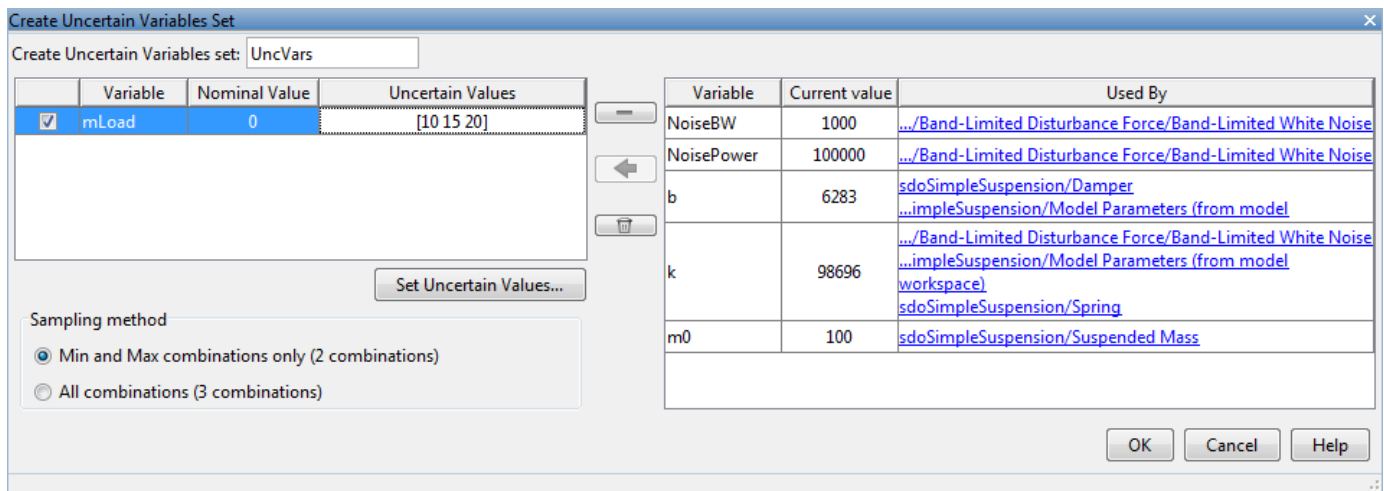 Create Uncertain Variables Set
Create Uncertain Variables set: UncVars
Variable Nominal Value Uncertain Values
mLoad 0 [10 15 20]
Set Uncertain Values...
Sampling method
Min and Max combinations only (2 combinations)
All combinations (3 combinations)
Variable Current value Used By
NoiseBW 1000 .../Band-Limited Disturbance Force/Band-Limited White Noise
NoisePower 100000 .../Band-Limited Disturbance Force/Band-Limited White Noise
b 6283 sdoSimpleSuspension/Damper
...impleSuspension/Model Parameters (from model
k 98696 .../Band-Limited Disturbance Force/Band-Limited White Noise
...impleSuspension/Model Parameters (from model
workspace)
sdoSimpleSuspension/Spring
m0 100 sdoSimpleSuspension/Suspended Mass
OK Cancel Help